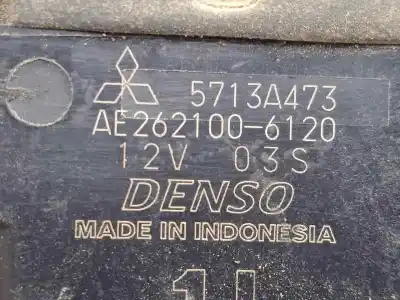 5713A473
AE262100-6120
12V 03S
DENSO
MADE IN INDONESIA